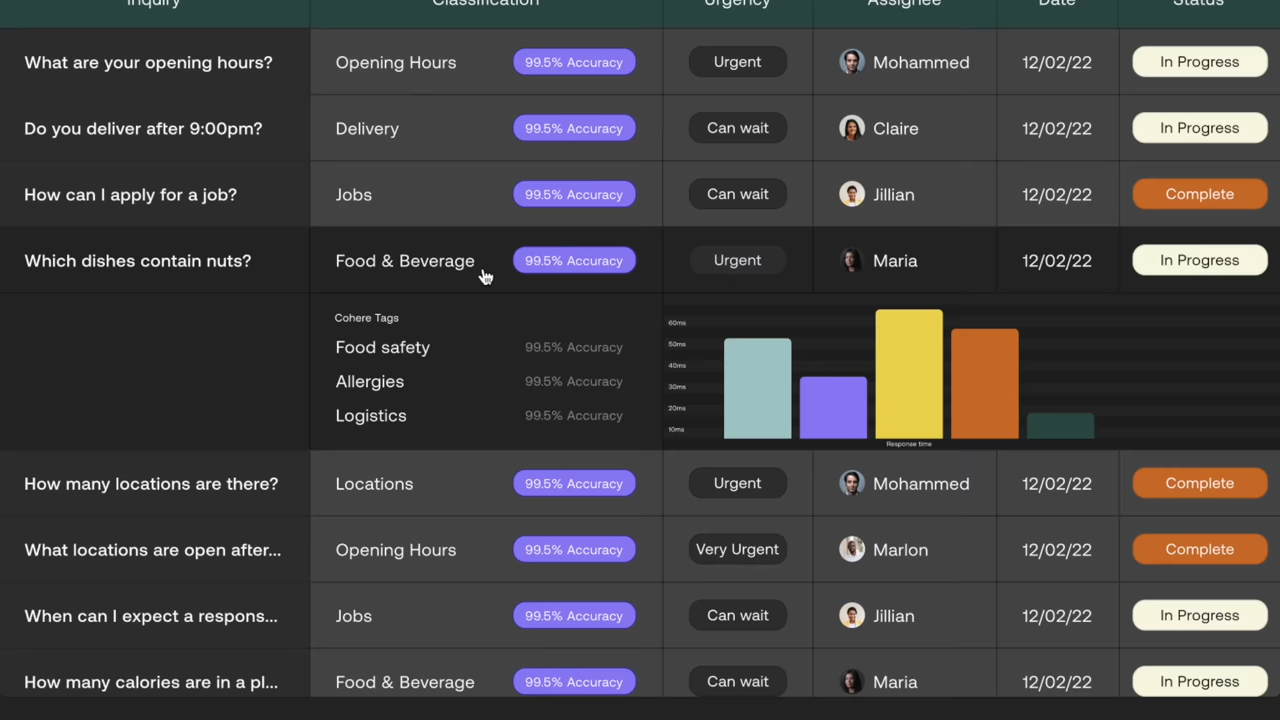 Inquiry Classification Urgency Assignee Date Status
What are your opening hours? Opening Hours 99.5% Accuracy Urgent Mohammed 12/02/22 In Progress
Do you deliver after 9:00pm? Delivery 99.5% Accuracy Can wait Claire 12/02/22 In Progress
How can I apply for a job? Jobs 99.5% Accuracy Can wait Jillian 12/02/22 Complete
Which dishes contain nuts? Food & Beverage 99.5% Accuracy Urgent Maria 12/02/22 In Progress
Cohere Tags
Food safety 99.5% Accuracy
Allergies 99.5% Accuracy
Logistics 99.5% Accuracy
60ms
50ms
40ms
30ms
20ms
10ms
Response time
How many locations are there? Locations 99.5% Accuracy Urgent Mohammed 12/02/22 Complete
What locations are open after... Opening Hours 99.5% Accuracy Very Urgent Marlon 12/02/22 Complete
When can I expect a respons... Jobs 99.5% Accuracy Can wait Jillian 12/02/22 In Progress
How many calories are in a pl... Food & Beverage 99.5% Accuracy Can wait Maria 12/02/22 In Progress